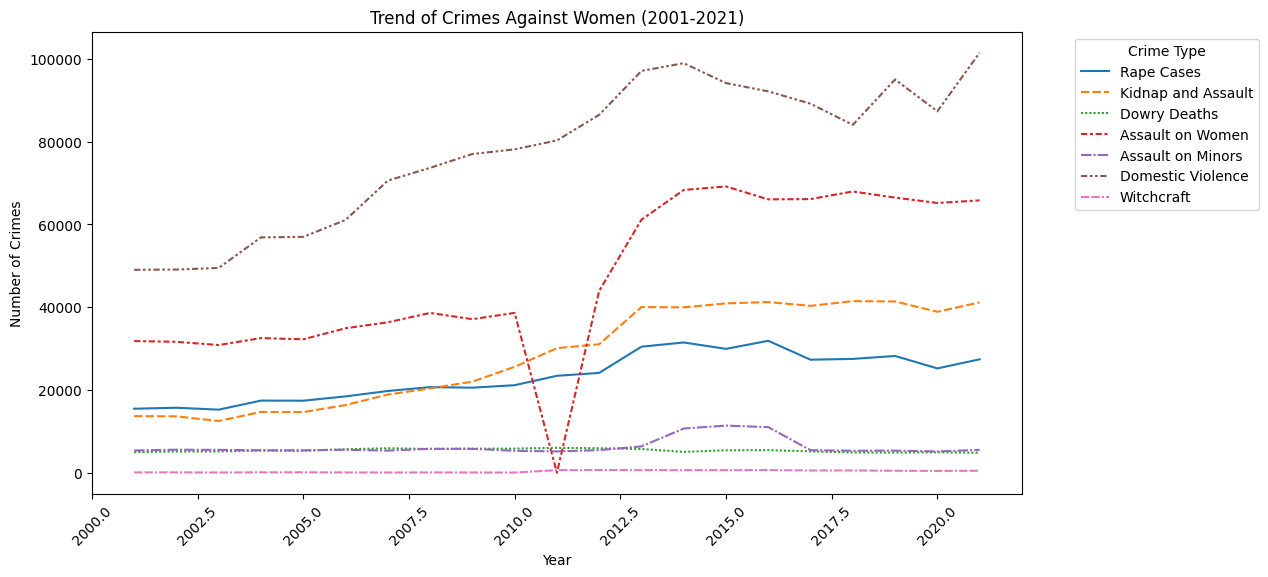 Trend of Crimes Against Women (2001-2021)
Number of Crimes
100000
80000
60000
40000
20000
0
2000.0
2002.5
2005.0
2007.5
2010.0
2012.5
2015.0
2017.5
2020.0
Year
Crime Type
Rape Cases
Kidnap and Assault
Dowry Deaths
Assault on Women
Assault on Minors
Domestic Violence
Witchcraft